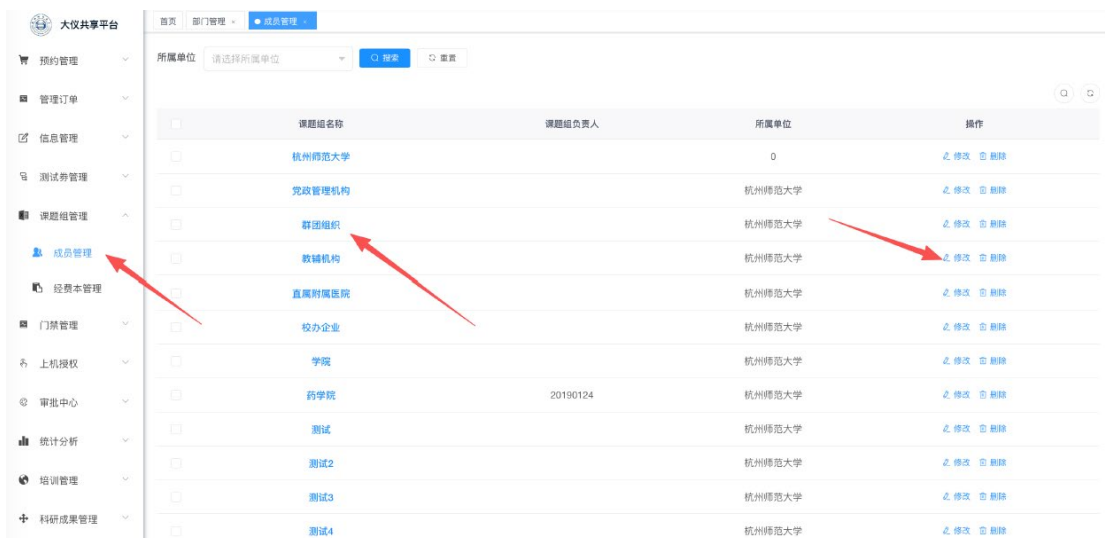 大仪共享平台
首页 部门管理 × ● 成员管理 ×
预约管理
管理订单
信息管理
测试券管理
课题组管理
成员管理
经费本管理
门禁管理
上机授权
审批中心
统计分析
培训管理
科研成果管理
所属单位 请选择所属单位 搜索 重置
课题组名称 课题组负责人 所属单位 操作
杭州师范大学 0 修改 删除
党政管理机构 杭州师范大学 修改 删除
群团组织 杭州师范大学 修改 删除
教辅机构 杭州师范大学 修改 删除
直属附属医院 杭州师范大学 修改 删除
校办企业 杭州师范大学 修改 删除
学院 杭州师范大学 修改 删除
药学院 20190124 杭州师范大学 修改 删除
测试 杭州师范大学 修改 删除
测试2 杭州师范大学 修改 删除
测试3 杭州师范大学 修改 删除
测试4 杭州师范大学 修改 删除